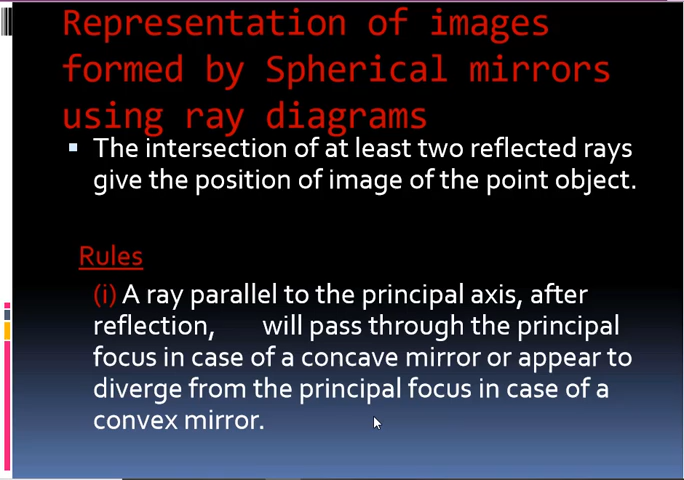 Representation of images
formed by Spherical mirrors
using ray diagrams
The intersection of at least two reflected rays
give the position of image of the point object.
Rules
(i) A ray parallel to the principal axis, after
reflection, will pass through the principal
focus in case of a concave mirror or appear to
diverge from the principal focus in case of a
convex mirror.